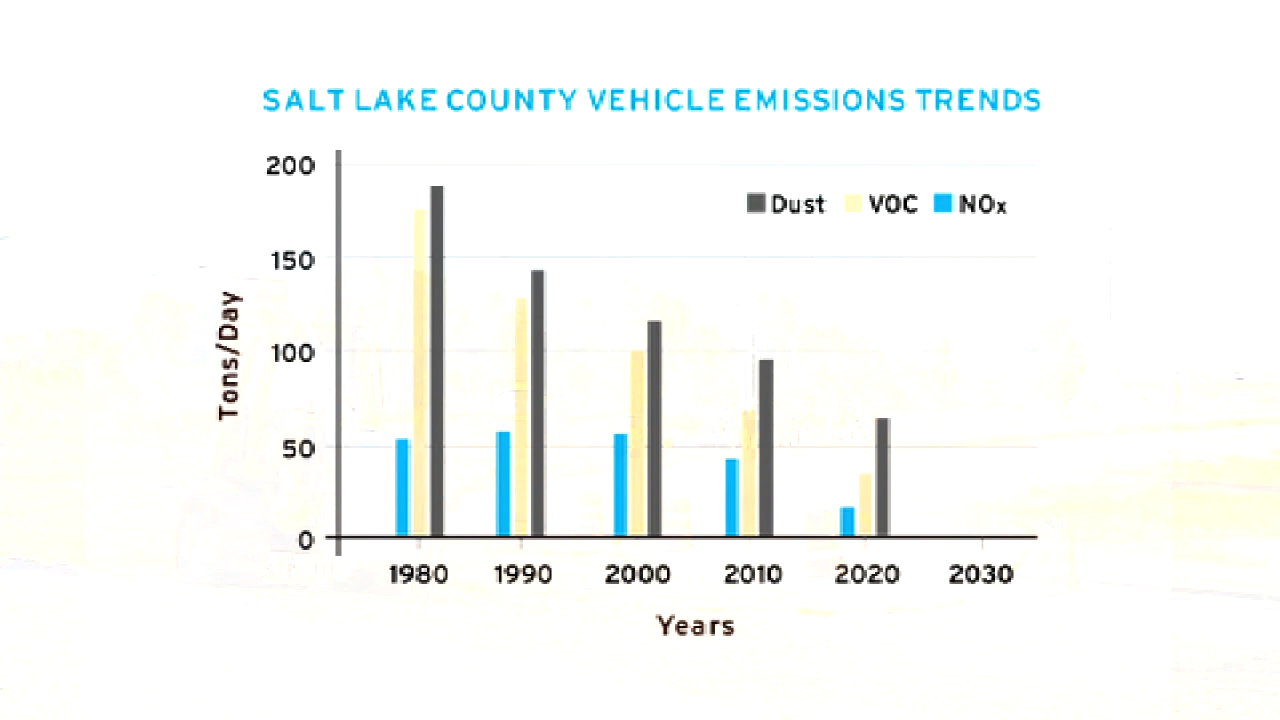 SALT LAKE COUNTY VEHICLE EMISSIONS TRENDS
200
Dust VOC NOx
150
Tons/Day
100
50
0
1980 1990 2000 2010 2020 2030
Years